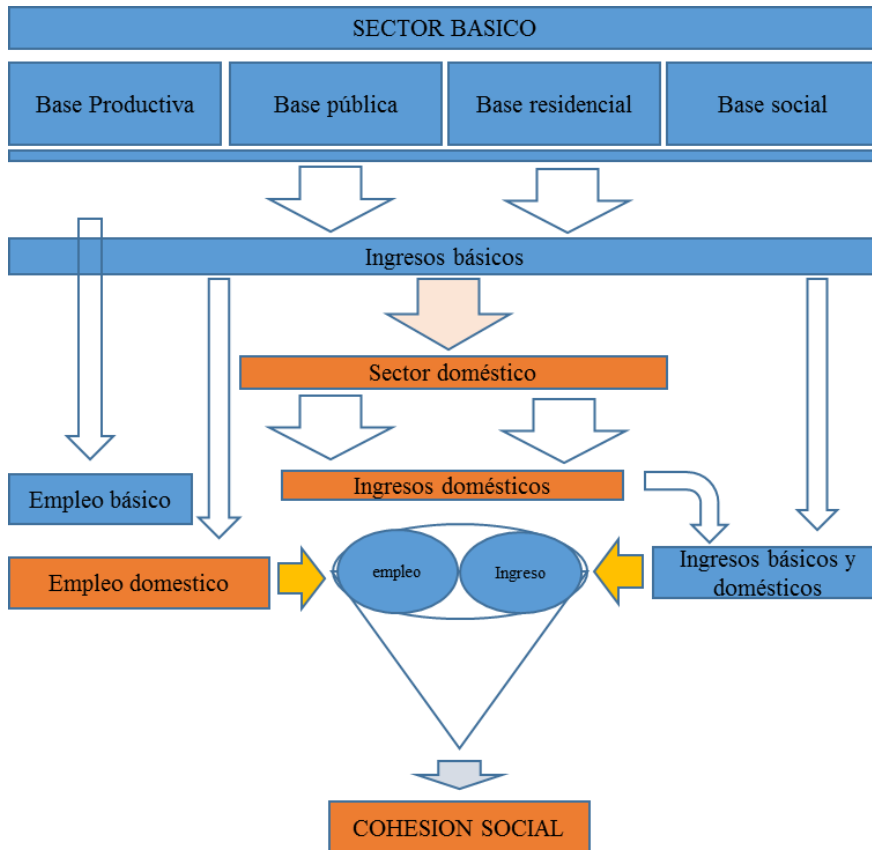 SECTOR BASICO
Base Productiva
Base pública
Base residencial
Base social
Ingresos básicos
Sector doméstico
Ingresos domésticos
Empleo básico
Empleo domestico
empleo
Ingreso
Ingresos básicos y
domésticos
COHESION SOCIAL